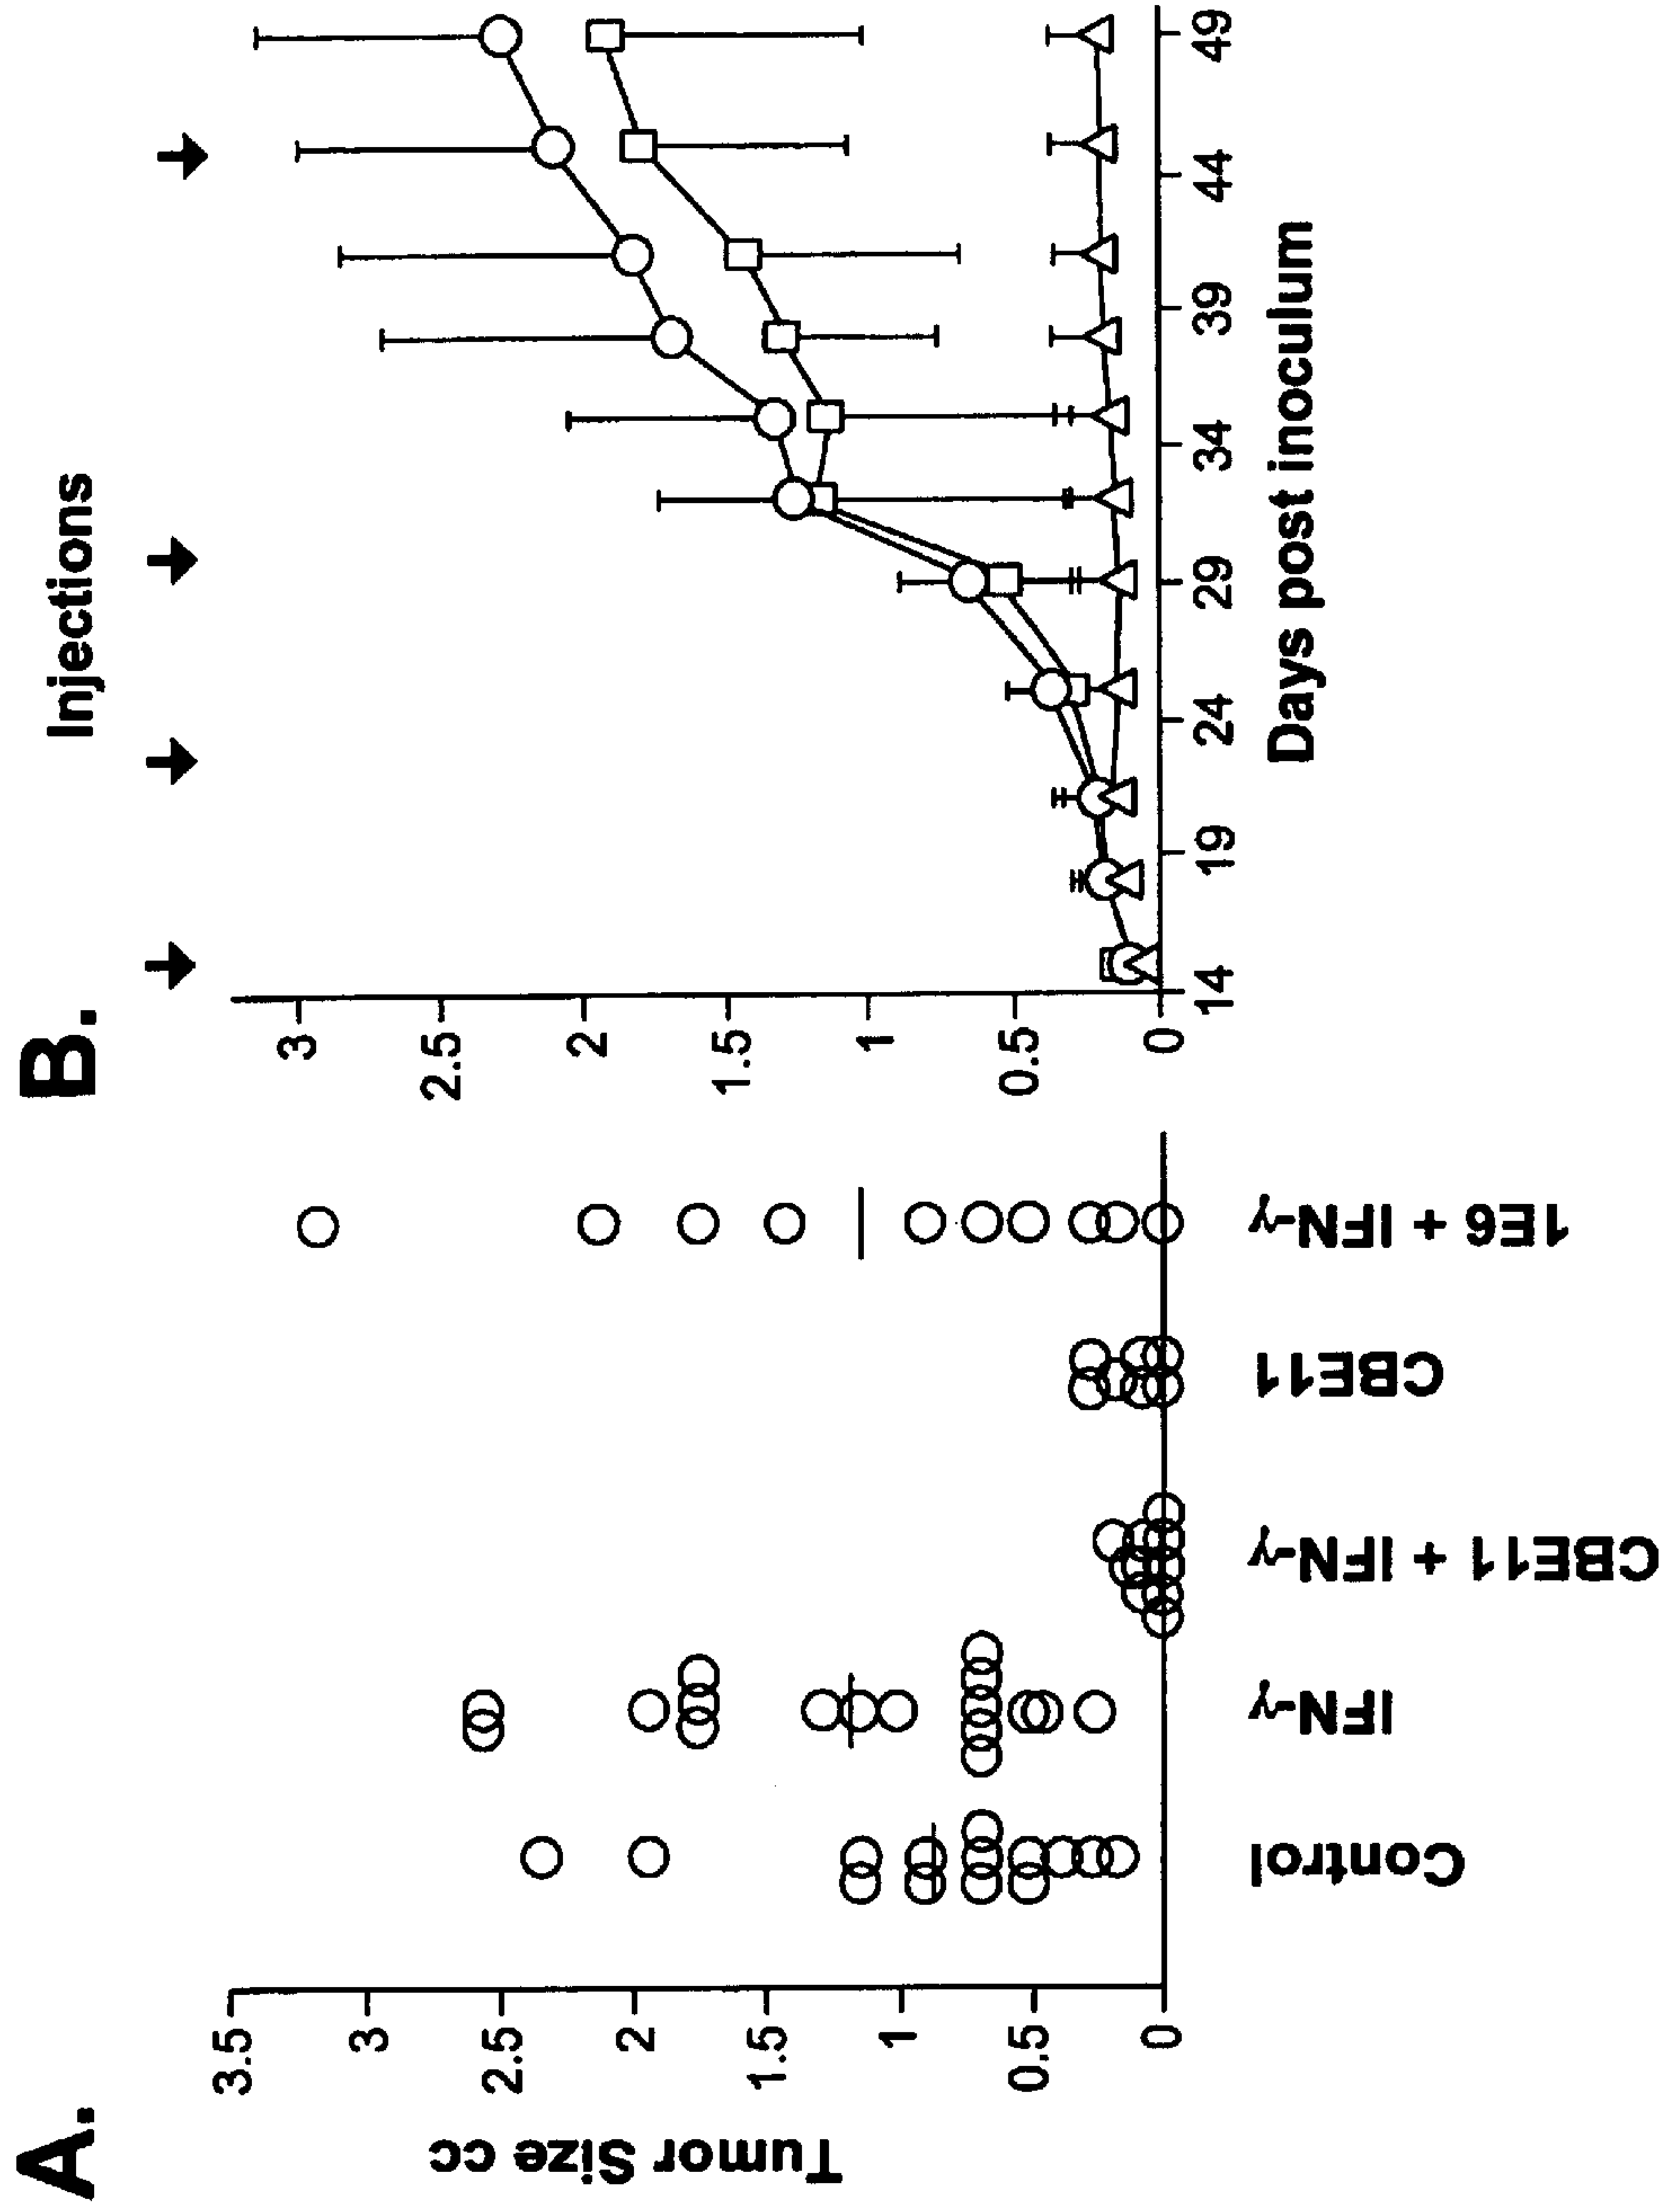 A.
Tumor Size cc
3.5
3
2.5
2
1.5
1
0.5
0
Control
IFN-γ
CBE11 + IFN-γ
CBE11
1E6 + IFN-γ
B.
Injections
3
2.5
2
1.5
1
0.5
0
14
19
24
29
34
39
44
49
Days post inoculum